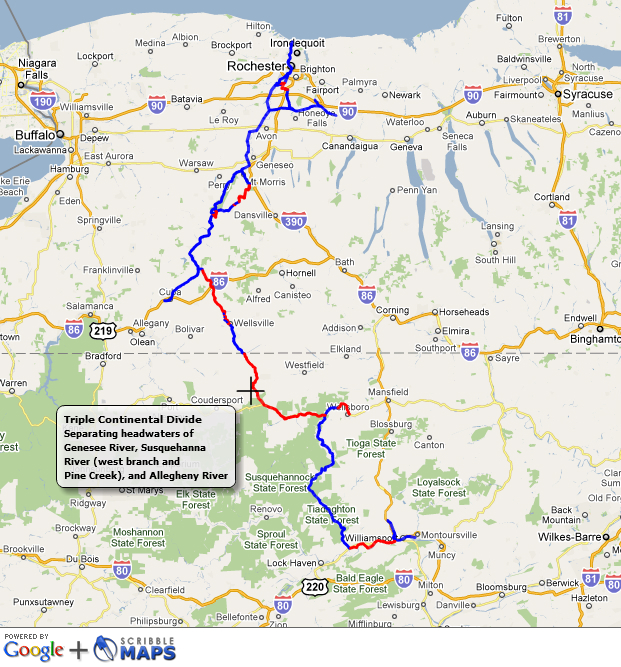 Fulton
81
Hilton
Irondequoit
Brewerton
Medina
Albion
Brockport
Baldwinsville
Lockport
Niagara
Falls
Rochester
Brighton
North
Syracuse
Liverpool
Fairport
Palmyra
Newark
Fairmount
Syracuse
190
90
Batavia
90
90
Williamsville
Honeoye
Falls
90
Auburn
Skaneateles
Manlius
Le Roy
Waterloo
Buffalo
Depew
Cazenovia
Lackawanna
Avon
Canandaigua
Geneva
Seneca
Falls
East Aurora
Hamburg
Warsaw
Geneseo
Mt Morris
Penn Yan
Eden
Cortland
Dansville
390
81
Springville
Lansing
South Hill
Bath
Franklinville
Hornell
86
Cuba
Alfred
Canisteo
86
Salamanca
Corning
Horseheads
Allegany
Endwell
86
219
Olean
Bolivar
Wellsville
Addison
Elmira
Binghamton
Southport
86
Sayre
Elkland
Bradford
Westfield
Warren
Coudersport
Mansfield
Wellsboro
Triple Continental Divide
Separating headwaters of
Genesee River, Susquehanna
River (west branch and
Pine Creek), and Allegheny River
Blossburg
Canton
Tioga State
Forest
Susquehannock
State Forest
Loyalsock
State Forest
St Marys
Elk State
Forest
Tiadaghton
State Forest
Renovo
Ridgway
Back
Mountain
Moshannon
State Forest
Sproul
State Forest
Williamsport
Montoursville
Wilkes-Barre
Brookville
Muncy
Du Bois
Lock Haven
80
80
220
Bald Eagle
State Forest
80
Milton
Bloomsburg
Berwick
81
80
Clearfield
Lewisburg
Danville
Hazleton
Punxsutawney
Bellefonte
80
Philipsburg
Zion
Mifflinburg
POWERED BY
Google + SCRIBBLE
MAPS